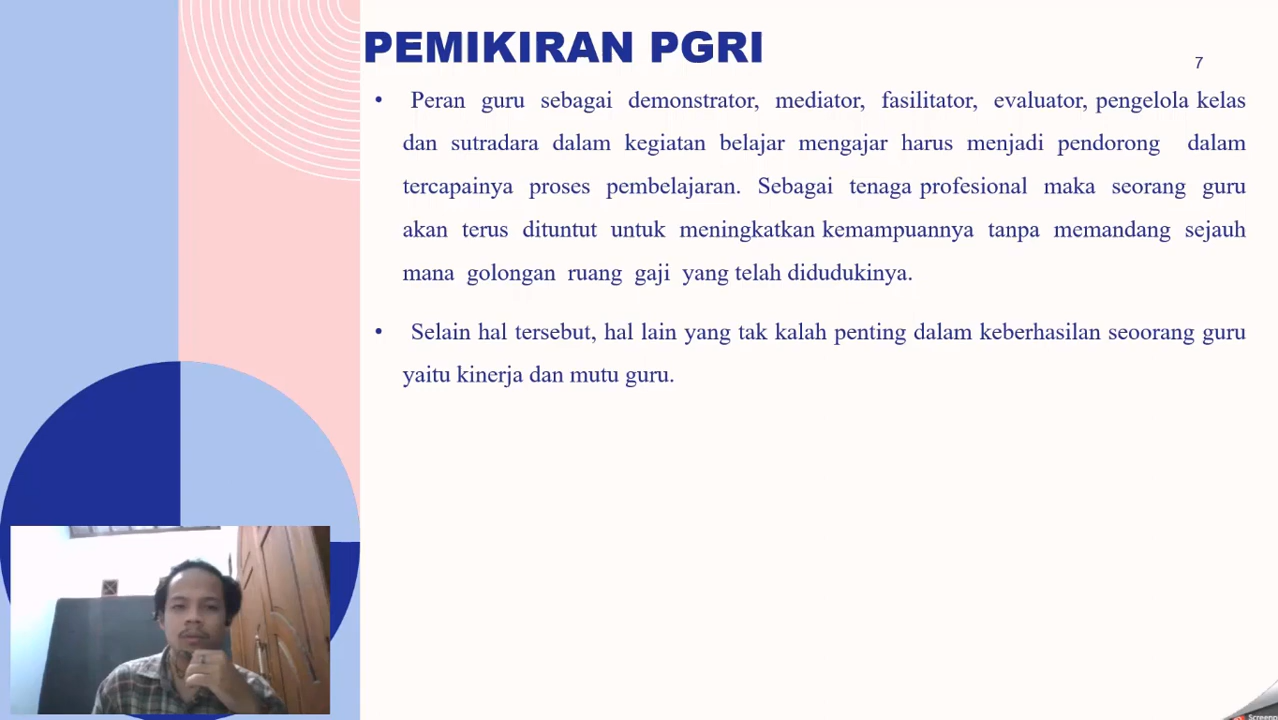 PEMIKIRAN PGRI
7
• Peran guru sebagai demonstrator, mediator, fasilitator, evaluator, pengelola kelas
dan sutradara dalam kegiatan belajar mengajar harus menjadi pendorong dalam
tercapainya proses pembelajaran. Sebagai tenaga profesional maka seorang guru
akan terus dituntut untuk meningkatkan kemampuannya tanpa memandang sejauh
mana golongan ruang gaji yang telah didudukinya.
• Selain hal tersebut, hal lain yang tak kalah penting dalam keberhasilan seoorang guru
yaitu kinerja dan mutu guru.